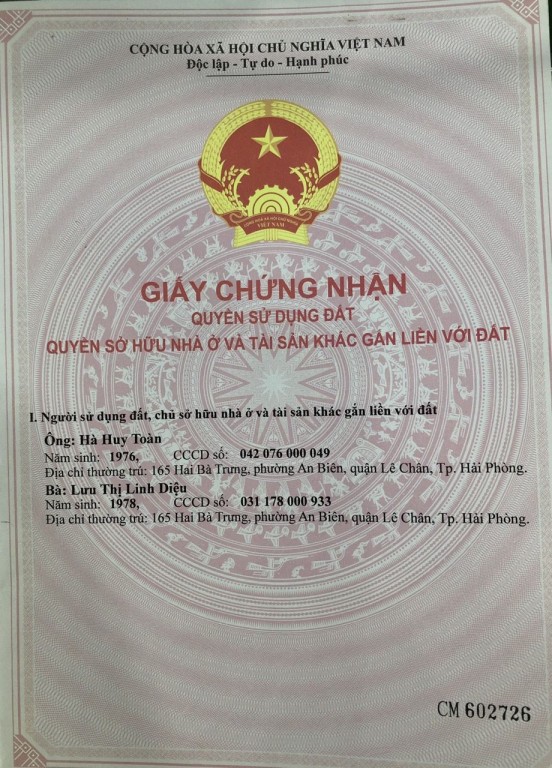 CỘNG HÒA XÃ HỘI CHỦ NGHĨA VIỆT NAM
Độc lập - Tự do - Hạnh phúc
VIỆT NAM
GIẤY CHỨNG NHẬN
QUYỀN SỬ DỤNG ĐẤT
QUYỀN SỞ HỮU NHÀ Ở VÀ TÀI SẢN KHÁC GẮN LIỀN VỚI ĐẤT
I. Người sử dụng đất, chủ sở hữu nhà ở và tài sản khác gắn liền với đất
Ông: Hà Huy Toàn
Năm sinh: 1976, CCCD số: 042 076 000 049
Địa chỉ thường trú: 165 Hai Bà Trưng, phường An Biên, quận Lê Chân, Tp. Hải Phòng.
Bà: Lưu Thị Linh Diệu
Năm sinh: 1978, CCCD số: 031 178 000 933
Địa chỉ thường trú: 165 Hai Bà Trưng, phường An Biên, quận Lê Chân, Tp. Hải Phòng.
CM 602726